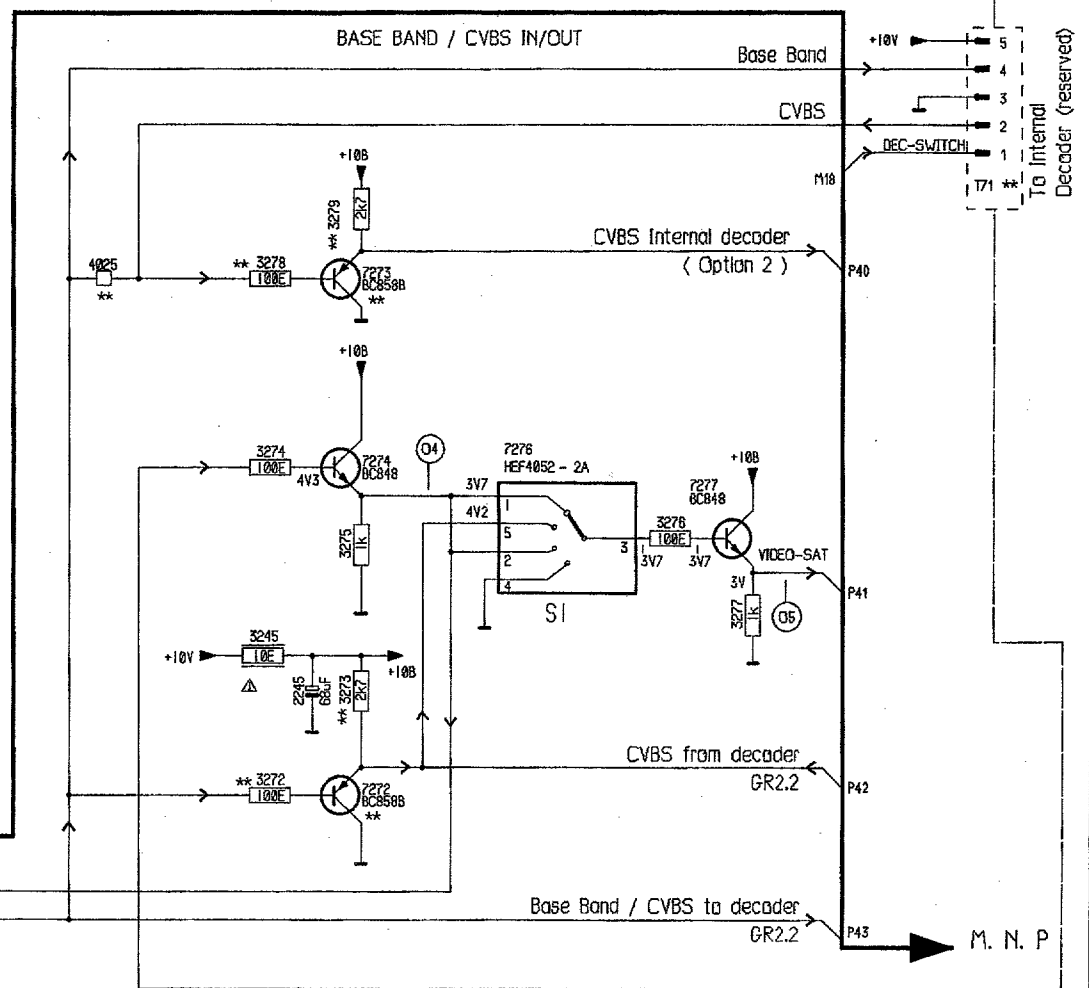 BASE BAND / CVBS IN/OUT
+10V
5
Base Band
4
3
CVBS
2
DEC-SWITCH
1
M18
T71 **
To Internal
Decoder (reserved)
+10B
** 3279
2k7
CVBS Internal decoder
( Option 2 )
P40
4025
**
** 3278
100E
7273
BC858B
**
+10B
3274
100E
4V3
7274
BC848
04
3275
1k
7276
HEF4052 - 2A
3V7
1
4V2
5
2
4
3
S1
3V7
3276
100E
3V7
7277
BC848
+10B
VIDEO-SAT
3V
3277
1k
05
P41
+10V
3245
10E
+10B
2245
68uF
** 3273
2k7
CVBS from decoder
GR2.2
P42
** 3272
100E
7272
BC858B
**
Base Band / CVBS to decoder
GR2.2
P43
M. N. P